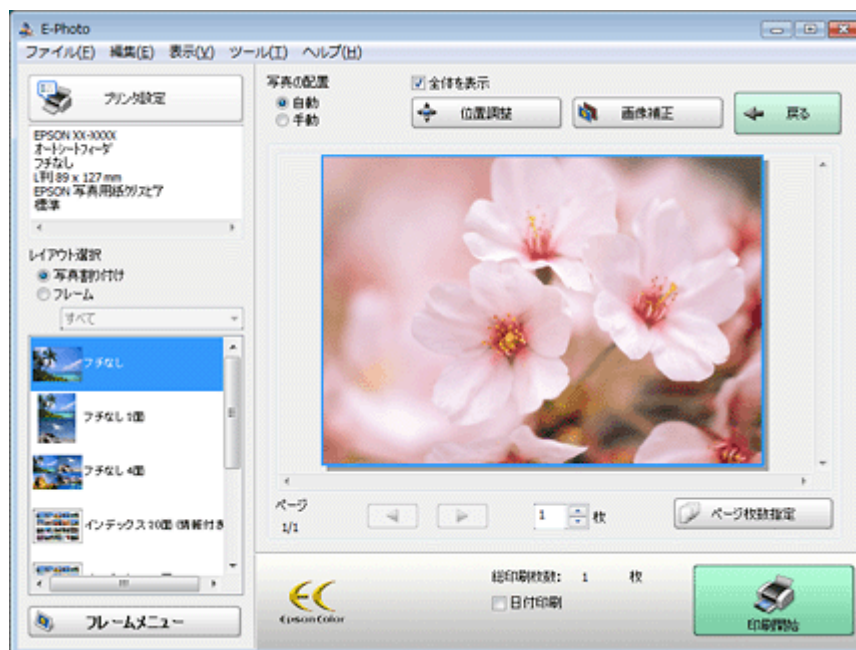 E-Photo
ファイル(F) 編集(E) 表示(V) ツール(T) ヘルプ(H)
プリンタ設定
EPSON XX-XXXX
オートシートフィーダ
フチなし
L判 89 x 127 mm
EPSON 写真用紙クリスピア
標準
レイアウト選択
写真割り付け
フレーム
すべて
フチなし
フチなし 1面
フチなし 4面
インデックス 20面 (情報付き
フレームメニュー
写真の配置
自動
手動
全体を表示
位置調整
画像補正
戻る
ページ
1/1
1 枚
ページ枚数指定
Epson Color
総印刷枚数: 1 枚
日付印刷
印刷開始